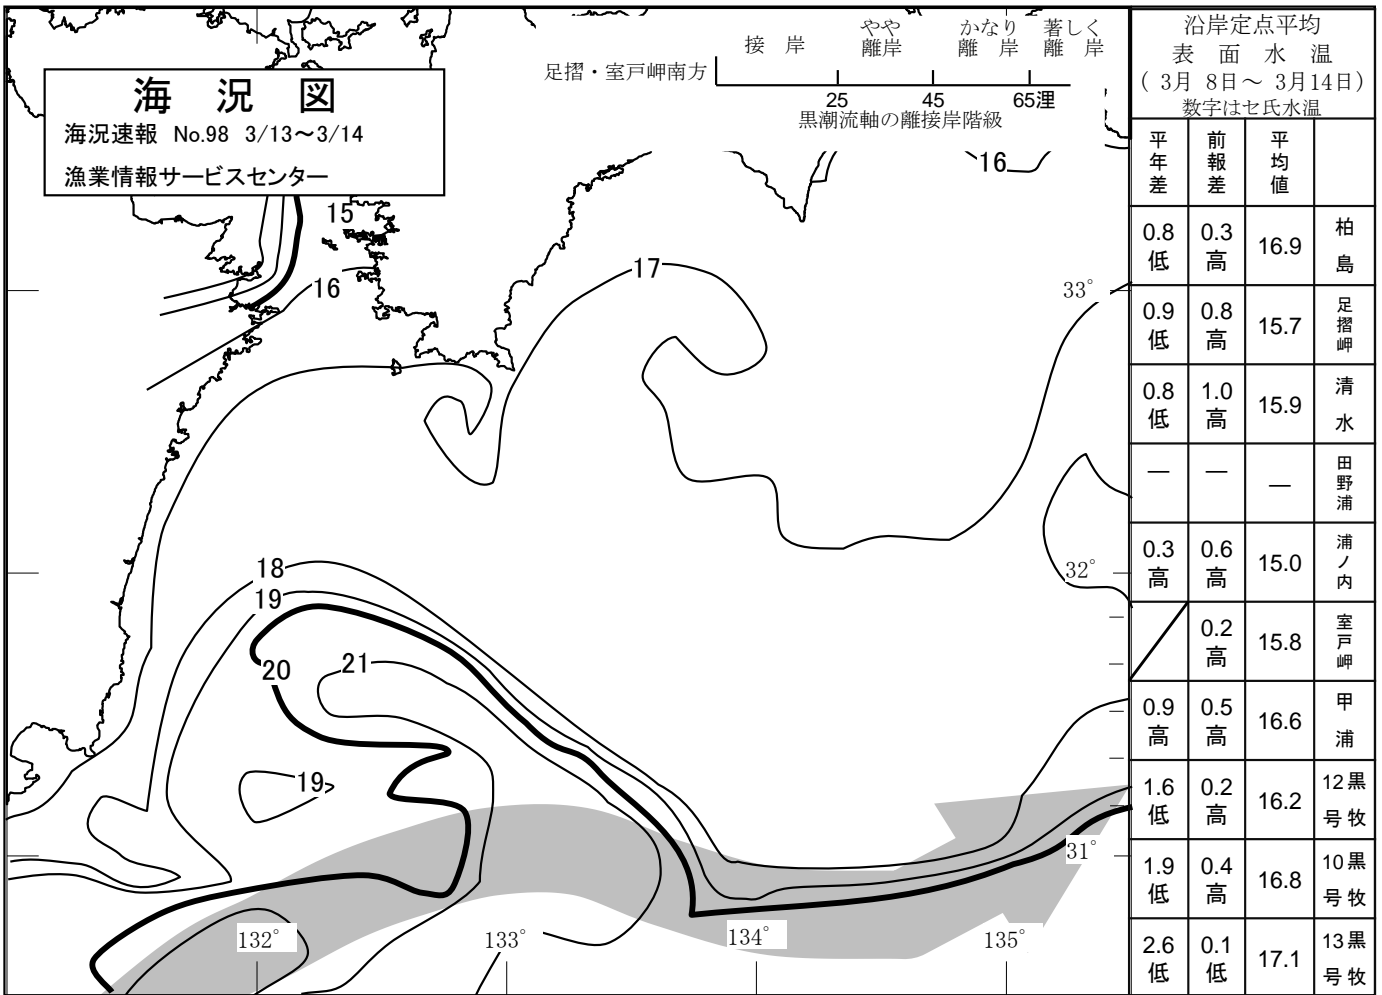 海 況 図
海況速報 No.98 3/13～3/14
漁業情報サービスセンター
接 岸
やや
離岸
かなり
離 岸
著しく
離 岸
足摺・室戸岬南方
25 45 65浬
黒潮流軸の離接岸階級
16
15
16
17
33°
18
19
20
21
19
32°
31°
132° 133° 134° 135°
沿岸定点平均
表 面 水 温
( 3月 8日～ 3月14日)
数字はセ氏水温
平年差 前報差 平均値
0.8低 0.3高 16.9 柏島
0.9低 0.8高 15.7 足摺岬
0.8低 1.0高 15.9 清水
— — — 田野浦
0.3高 0.6高 15.0 浦ノ内
0.2高 15.8 室戸岬
0.9高 0.5高 16.6 甲浦
1.6低 0.2高 16.2 黒牧12号
1.9低 0.4高 16.8 黒牧10号
2.6低 0.1低 17.1 黒牧13号